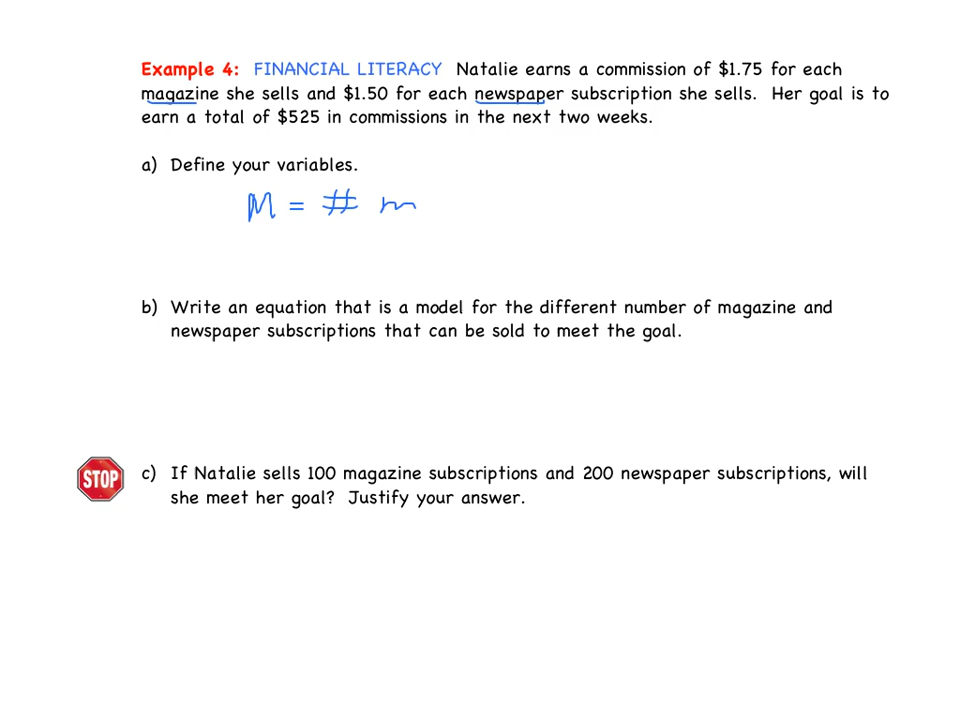 Example 4: FINANCIAL LITERACY Natalie earns a commission of $1.75 for each
magazine she sells and $1.50 for each newspaper subscription she sells. Her goal is to
earn a total of $525 in commissions in the next two weeks.
a) Define your variables.
M = # m
b) Write an equation that is a model for the different number of magazine and
newspaper subscriptions that can be sold to meet the goal.
STOP c) If Natalie sells 100 magazine subscriptions and 200 newspaper subscriptions, will
she meet her goal? Justify your answer.